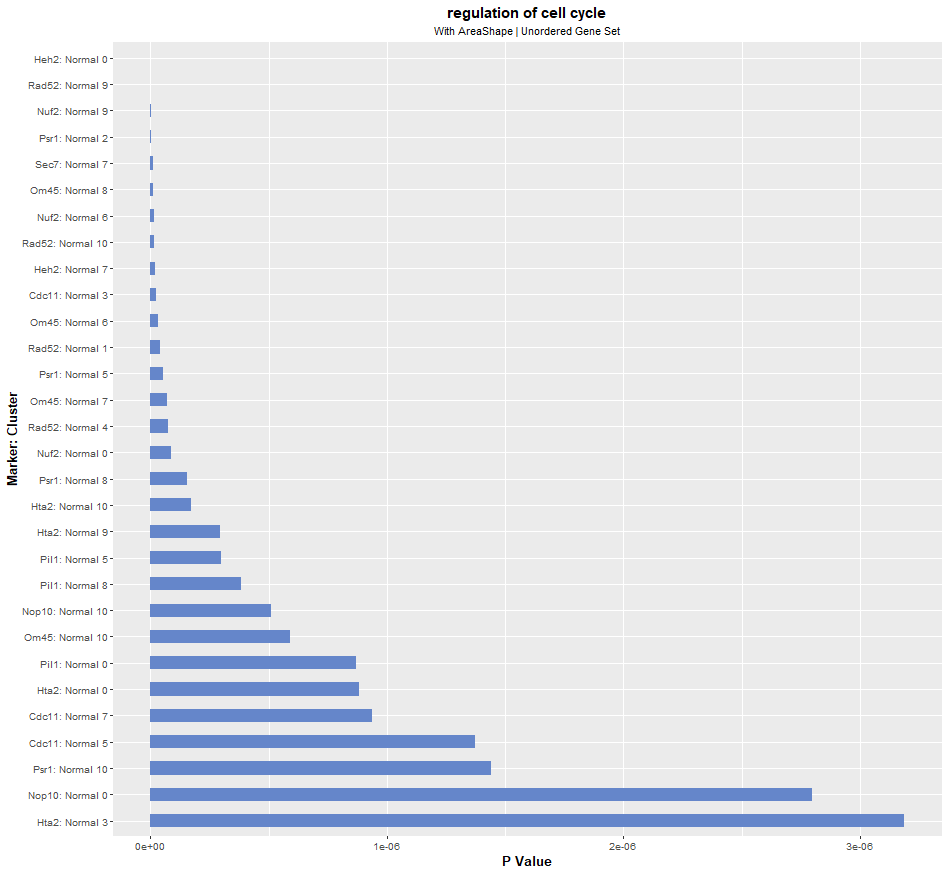 regulation of cell cycle
With AreaShape | Unordered Gene Set
Marker: Cluster
Heh2: Normal 0
Rad52: Normal 9
Nuf2: Normal 9
Psr1: Normal 2
Sec7: Normal 7
Om45: Normal 8
Nuf2: Normal 6
Rad52: Normal 10
Heh2: Normal 7
Cdc11: Normal 3
Om45: Normal 6
Rad52: Normal 1
Psr1: Normal 5
Om45: Normal 7
Rad52: Normal 4
Nuf2: Normal 0
Psr1: Normal 8
Hta2: Normal 10
Hta2: Normal 9
Pil1: Normal 5
Pil1: Normal 8
Nop10: Normal 10
Om45: Normal 10
Pil1: Normal 0
Hta2: Normal 0
Cdc11: Normal 7
Cdc11: Normal 5
Psr1: Normal 10
Nop10: Normal 0
Hta2: Normal 3
0e+00 1e-06 2e-06 3e-06
P Value